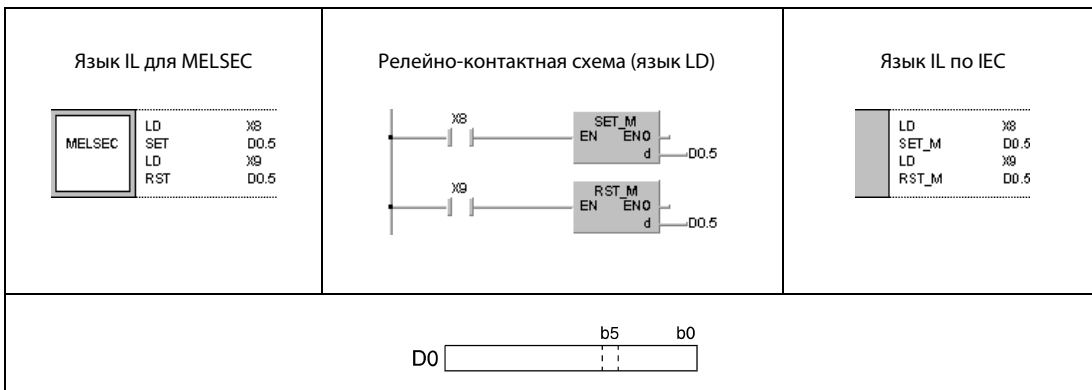 Язык IL для MELSEC
MELSEC
LD X8
SET D0.5
LD X9
RST D0.5
Релейно-контактная схема (язык LD)
X8
SET_M
EN ENO
d D0.5
X9
RST_M
EN ENO
d D0.5
Язык IL по IEC
LD X8
SET_M D0.5
LD X9
RST_M D0.5
b5 b0
D0